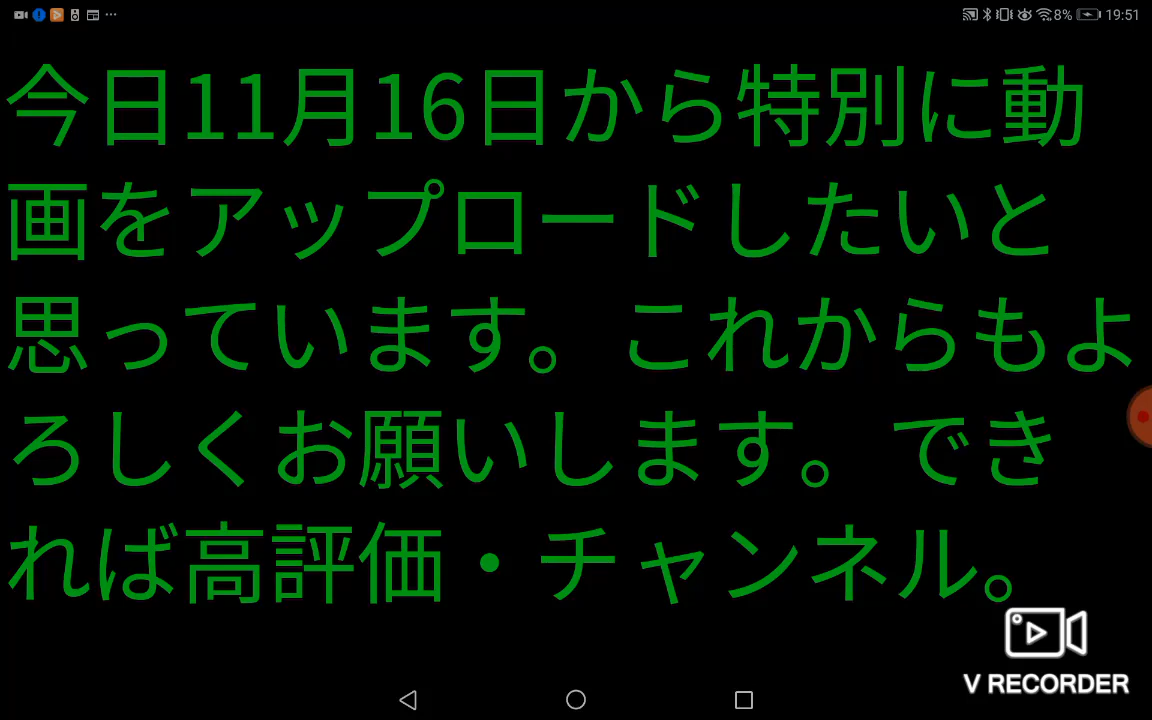 8% 19:51
今日11月16日から特別に動
画をアップロードしたいと
思っています。これからもよ
ろしくお願いします。でき
れば高評価・チャンネル。
V RECORDER